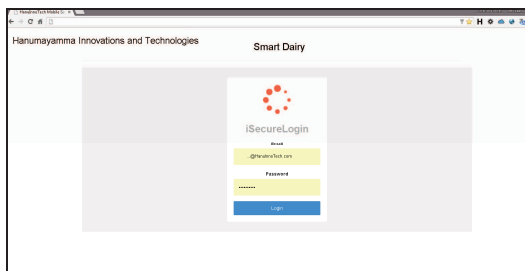 Hanumayamma Innovations and Technologies
Smart Dairy
iSecureLogin
Email
...@HanuInnoTech.com
Password
Login